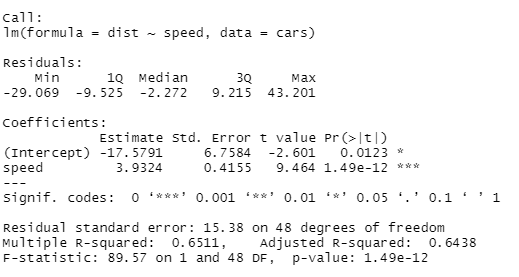 Call:
lm(formula = dist ~ speed, data = cars)
Residuals:
    Min      1Q  Median      3Q     Max
-29.069  -9.525  -2.272   9.215  43.201
Coefficients:
            Estimate Std. Error t value Pr(>|t|)
(Intercept) -17.5791     6.7584  -2.601   0.0123 *
speed         3.9324     0.4155   9.464 1.49e-12 ***
---
Signif. codes:  0 ‘***’ 0.001 ‘**’ 0.01 ‘*’ 0.05 ‘.’ 0.1 ‘ ’ 1
Residual standard error: 15.38 on 48 degrees of freedom
Multiple R-squared:  0.6511,    Adjusted R-squared:  0.6438
F-statistic: 89.57 on 1 and 48 DF,  p-value: 1.49e-12